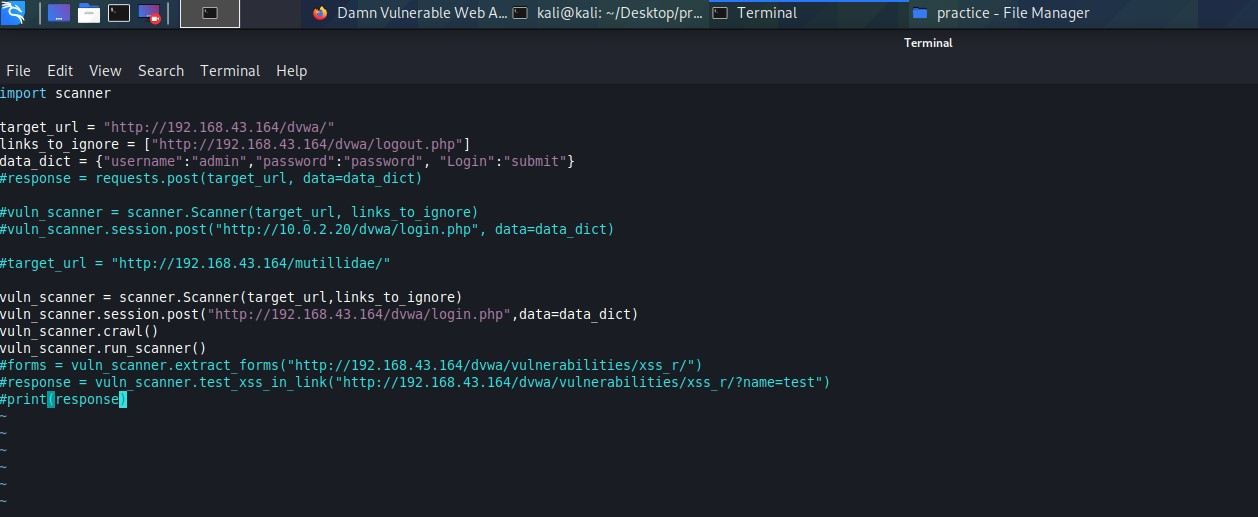 Damn Vulnerable Web A... kali@kali: ~/Desktop/pr... Terminal practice - File Manager
Terminal
File Edit View Search Terminal Help
import scanner
target_url = "http://192.168.43.164/dvwa/"
links_to_ignore = ["http://192.168.43.164/dvwa/logout.php"]
data_dict = {"username":"admin","password":"password", "Login":"submit"}
#response = requests.post(target_url, data=data_dict)
#vuln_scanner = scanner.Scanner(target_url, links_to_ignore)
#vuln_scanner.session.post("http://10.0.2.20/dvwa/login.php", data=data_dict)
#target_url = "http://192.168.43.164/mutillidae/"
vuln_scanner = scanner.Scanner(target_url,links_to_ignore)
vuln_scanner.session.post("http://192.168.43.164/dvwa/login.php",data=data_dict)
vuln_scanner.crawl()
vuln_scanner.run_scanner()
#forms = vuln_scanner.extract_forms("http://192.168.43.164/dvwa/vulnerabilities/xss_r/")
#response = vuln_scanner.test_xss_in_link("http://192.168.43.164/dvwa/vulnerabilities/xss_r/?name=test")
#print(response)
~
~
~
~
~
~